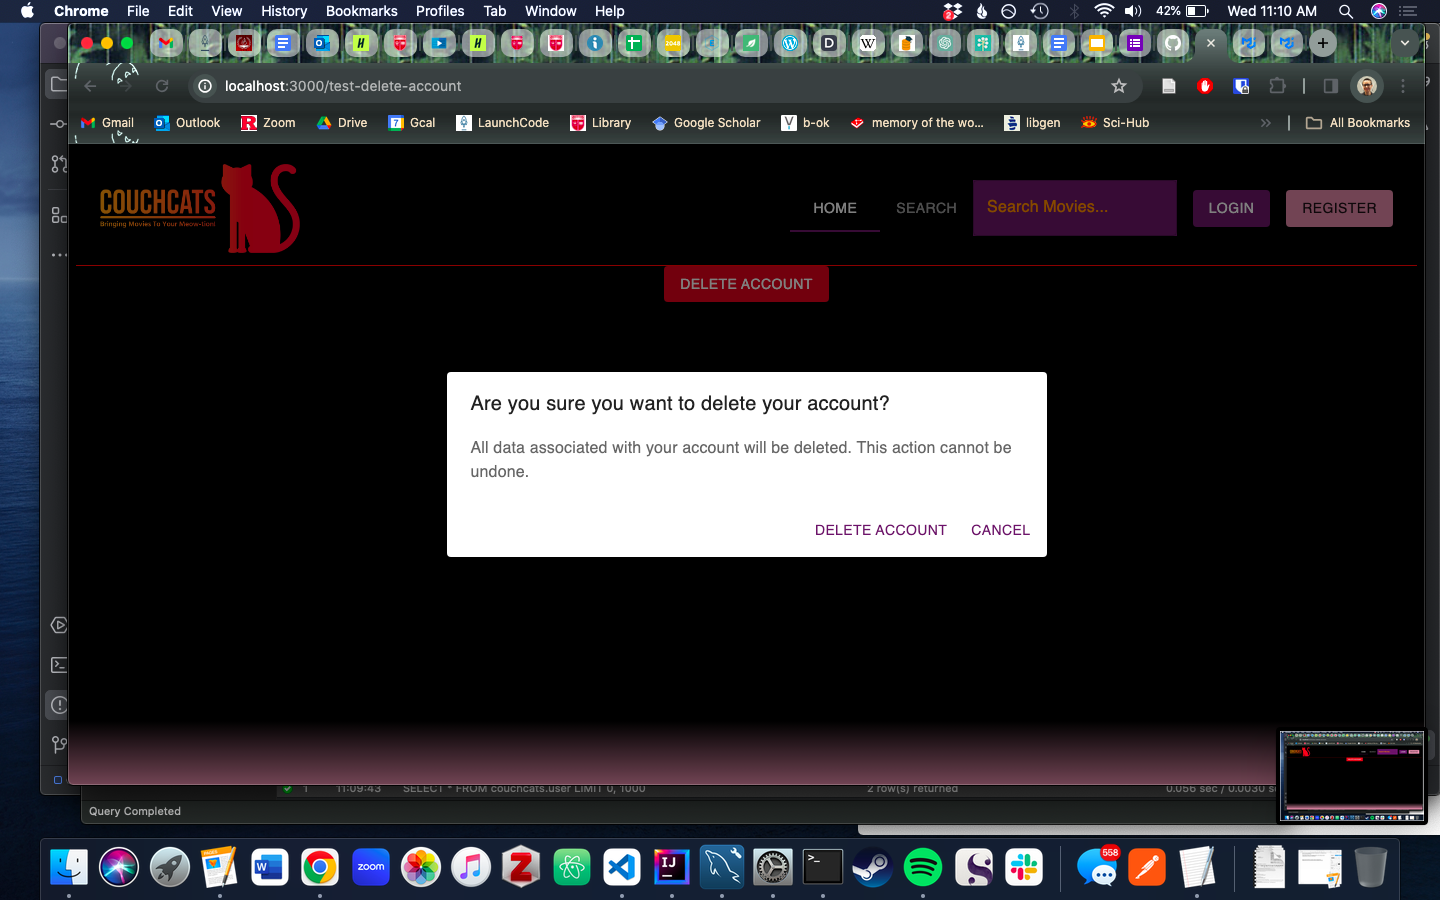 Chrome File Edit View History Bookmarks Profiles Tab Window Help 2 42% Wed 11:10 AM
localhost:3000/test-delete-account
Gmail Outlook Zoom Drive 7 Gcal LaunchCode Library Google Scholar V b-ok memory of the wo... libgen Sci-Hub » All Bookmarks
COUCHCATS
Bringing Movies To Your Meow-tion!
HOME SEARCH Search Movies... LOGIN REGISTER
DELETE ACCOUNT
Are you sure you want to delete your account?
All data associated with your account will be deleted. This action cannot be
undone.
DELETE ACCOUNT CANCEL
1 11:09:43 SELECT * FROM couchcats.user LIMIT 0, 1000 2 row(s) returned 0.056 sec / 0.0030 s
Query Completed
W zoom Z IJ >_ S 558